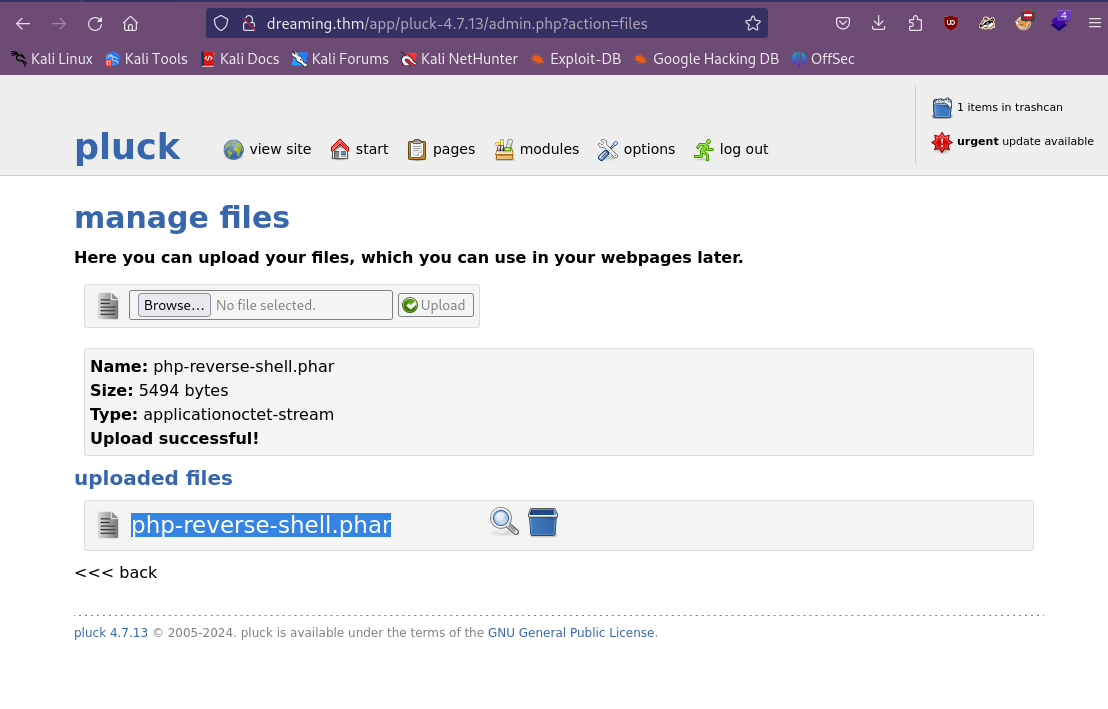 dreaming.thm/app/pluck-4.7.13/admin.php?action=files
UD
4
Kali Linux Kali Tools Kali Docs Kali Forums Kali NetHunter Exploit-DB Google Hacking DB OffSec
1 items in trashcan
urgent update available
pluck view site start pages modules options log out
manage files
Here you can upload your files, which you can use in your webpages later.
Browse... No file selected. Upload
Name: php-reverse-shell.phar
Size: 5494 bytes
Type: applicationoctet-stream
Upload successful!
uploaded files
php-reverse-shell.phar
<<< back
pluck 4.7.13 © 2005-2024. pluck is available under the terms of the GNU General Public License.